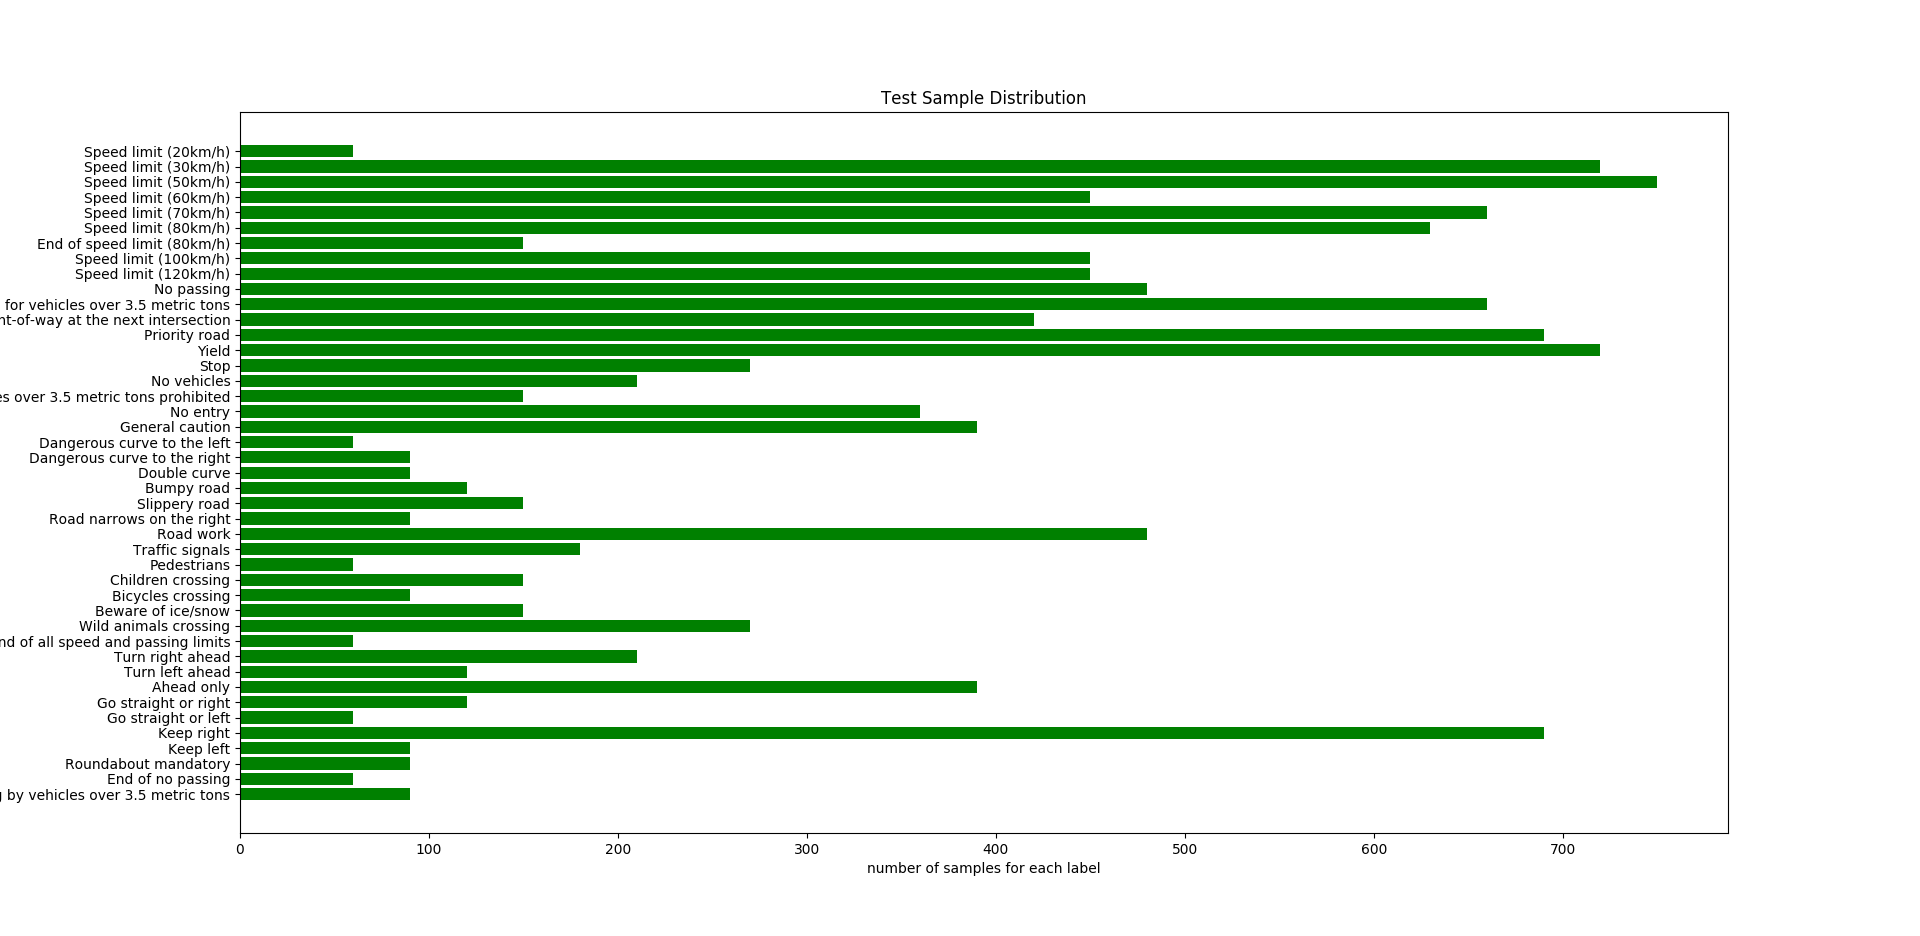 Test Sample Distribution
Speed limit (20km/h)
Speed limit (30km/h)
Speed limit (50km/h)
Speed limit (60km/h)
Speed limit (70km/h)
Speed limit (80km/h)
End of speed limit (80km/h)
Speed limit (100km/h)
Speed limit (120km/h)
No passing
for vehicles over 3.5 metric tons
of-way at the next intersection
Priority road
Yield
Stop
No vehicles
over 3.5 metric tons prohibited
No entry
General caution
Dangerous curve to the left
Dangerous curve to the right
Double curve
Bumpy road
Slippery road
Road narrows on the right
Road work
Traffic signals
Pedestrians
Children crossing
Bicycles crossing
Beware of ice/snow
Wild animals crossing
of all speed and passing limits
Turn right ahead
Turn left ahead
Ahead only
Go straight or right
Go straight or left
Keep right
Keep left
Roundabout mandatory
End of no passing
by vehicles over 3.5 metric tons
0 100 200 300 400 500 600 700
number of samples for each label